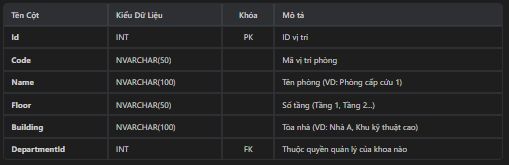 Tên Cột Kiểu Dữ Liệu Khóa Mô tả
Id INT PK ID vị trí
Code NVARCHAR(50) Mã vị trí phòng
Name NVARCHAR(100) Tên phòng (VD: Phòng cấp cứu 1)
Floor NVARCHAR(50) Số tầng (Tầng 1, Tầng 2...)
Building NVARCHAR(100) Tòa nhà (VD: Nhà A, Khu kỹ thuật cao)
DepartmentId INT FK Thuộc quyền quản lý của khoa nào